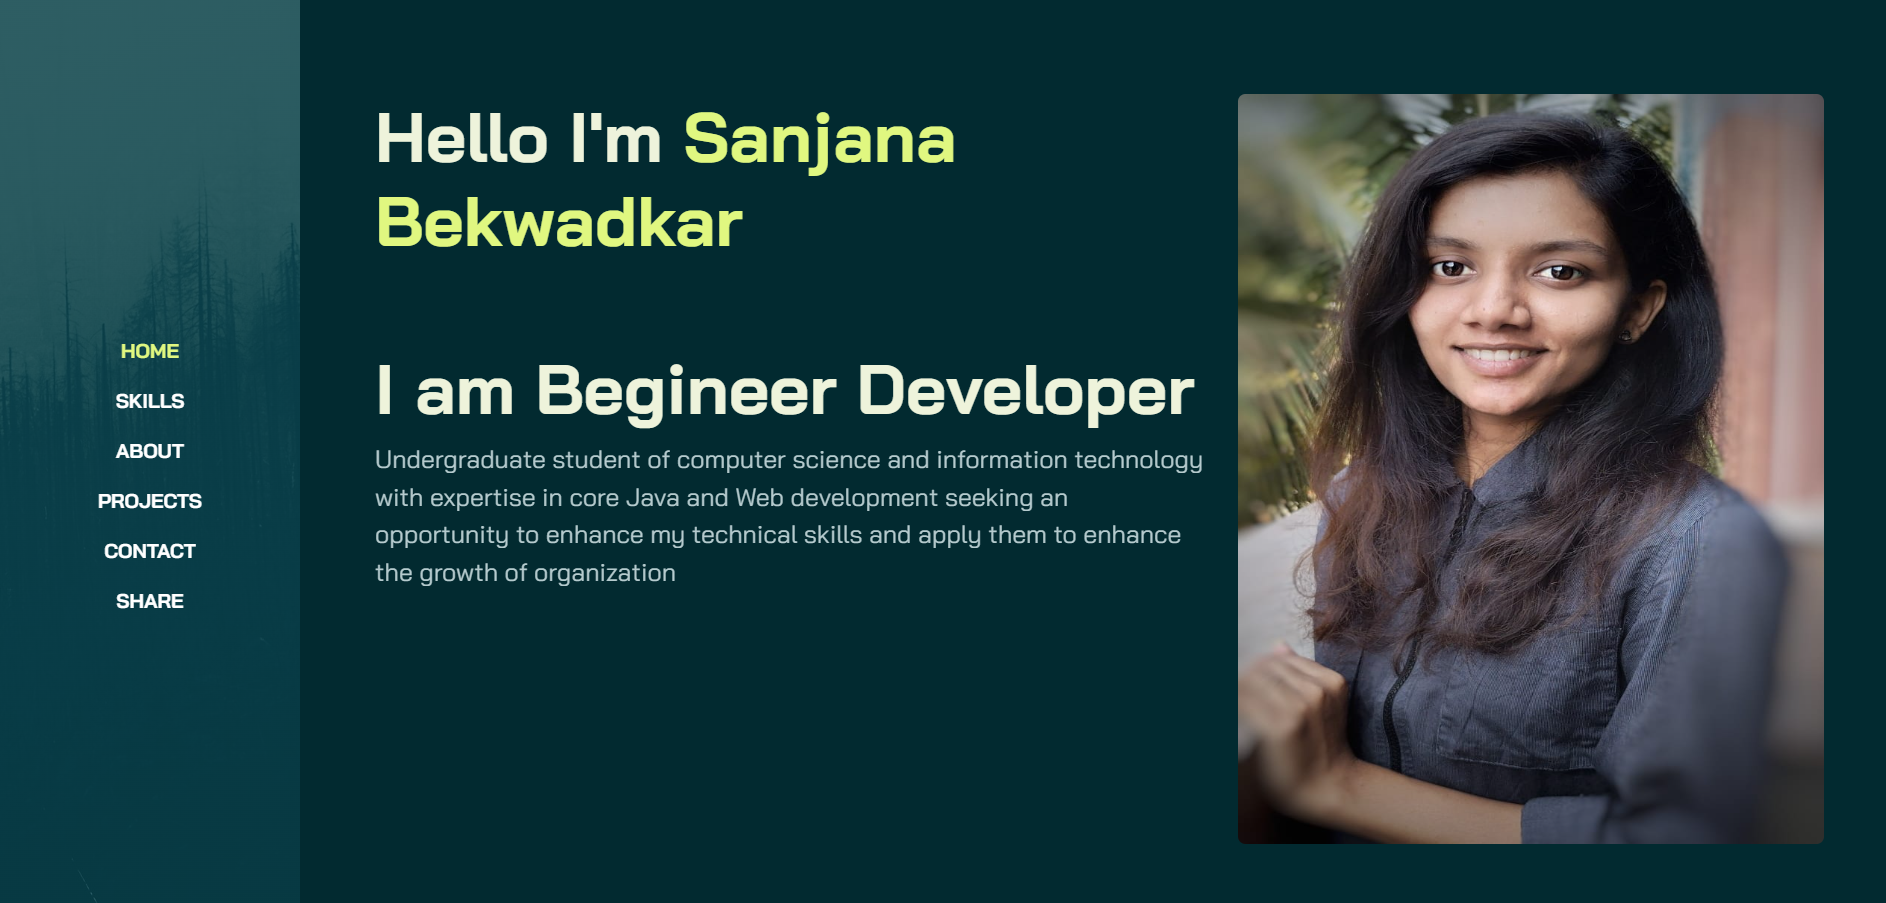 HOME
SKILLS
ABOUT
PROJECTS
CONTACT
SHARE
Hello I'm Sanjana
Bekwadkar
I am Begineer Developer
Undergraduate student of computer science and information technology
with expertise in core Java and Web development seeking an
opportunity to enhance my technical skills and apply them to enhance
the growth of organization